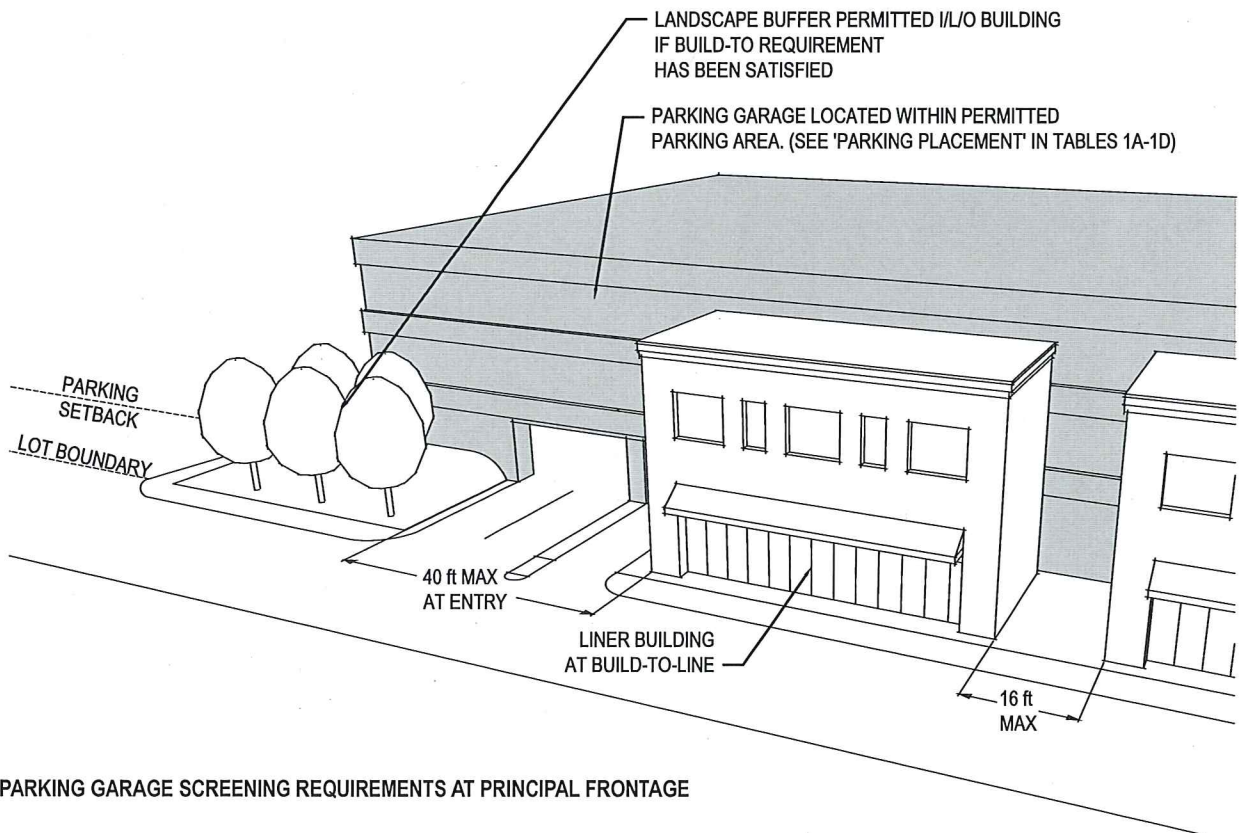 LANDSCAPE BUFFER PERMITTED I/L/O BUILDING
IF BUILD-TO REQUIREMENT
HAS BEEN SATISFIED
PARKING GARAGE LOCATED WITHIN PERMITTED
PARKING AREA. (SEE 'PARKING PLACEMENT' IN TABLES 1A-1D)
PARKING
SETBACK
LOT BOUNDARY
40 ft MAX
AT ENTRY
LINER BUILDING
AT BUILD-TO-LINE
16 ft
MAX
PARKING GARAGE SCREENING REQUIREMENTS AT PRINCIPAL FRONTAGE